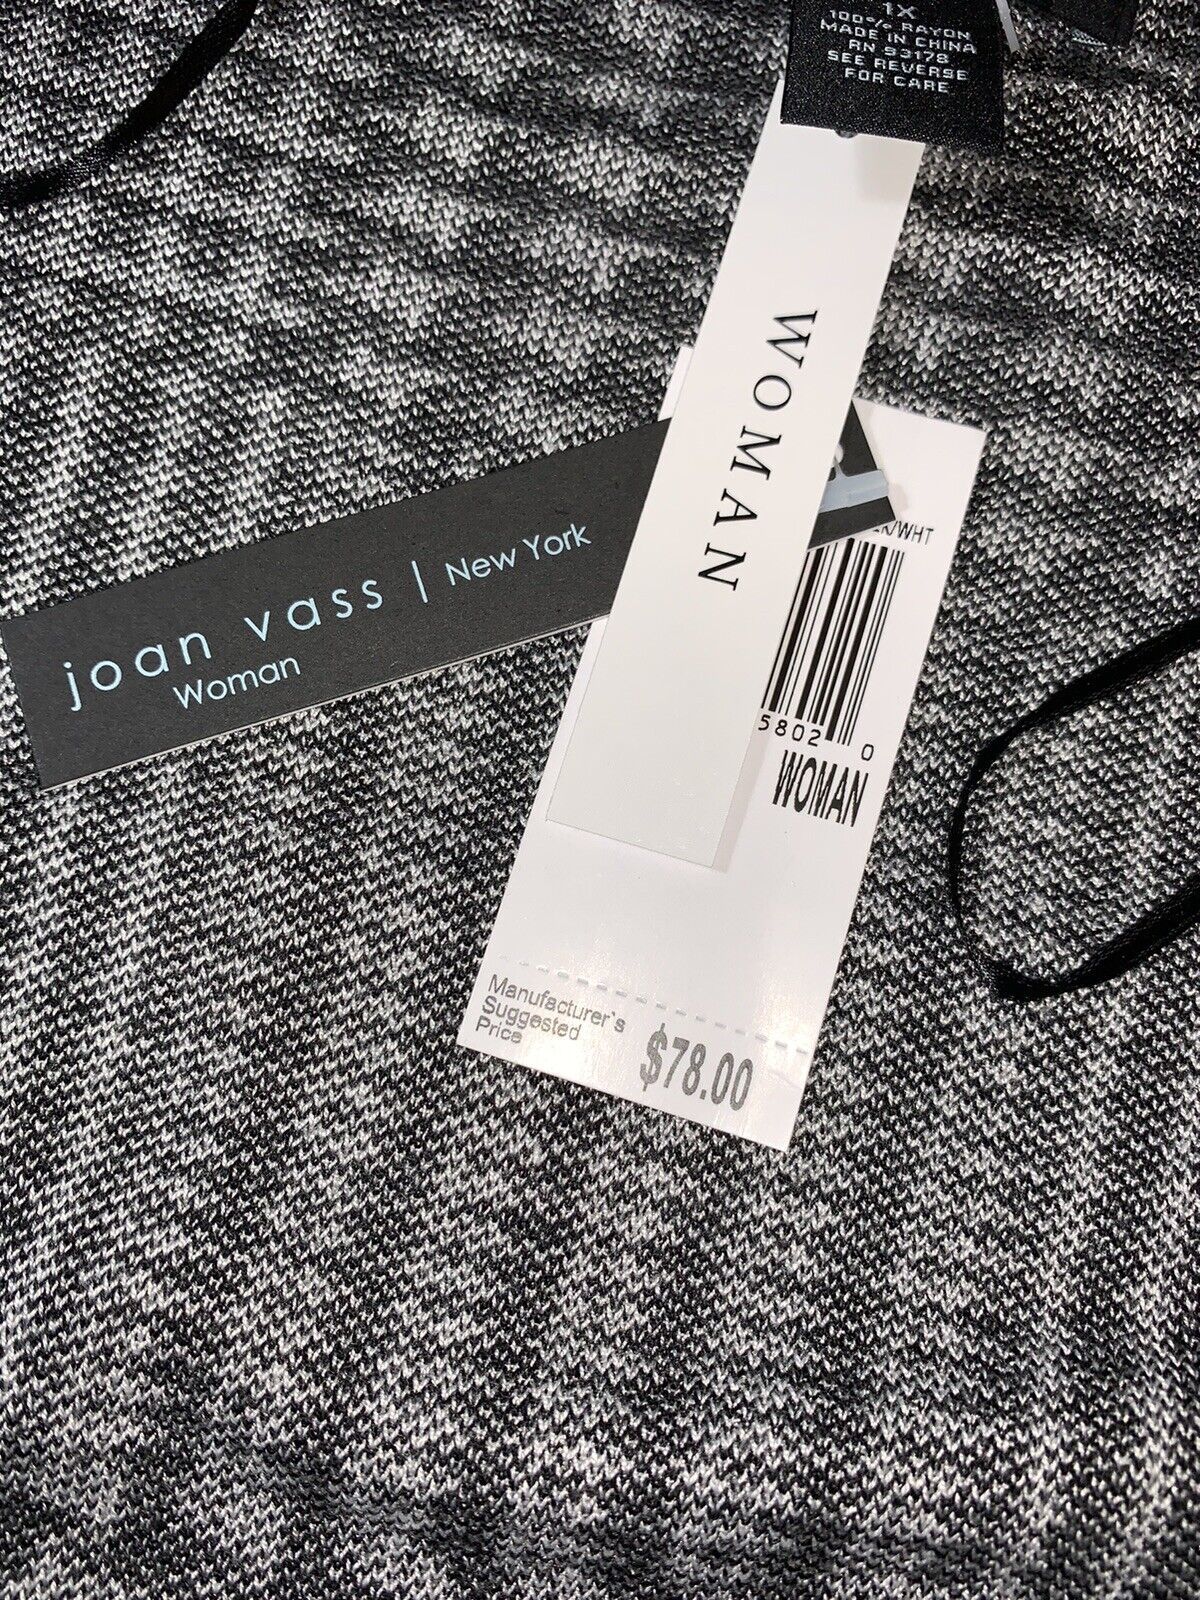 1X
100% RAYON
MADE IN CHINA
RN 93178
SEE REVERSE
FOR CARE
WOMAN
joan vass | New York
Woman
/WHT
5802 0
WOMAN
Manufacturer's
Suggested
Price
$78.00